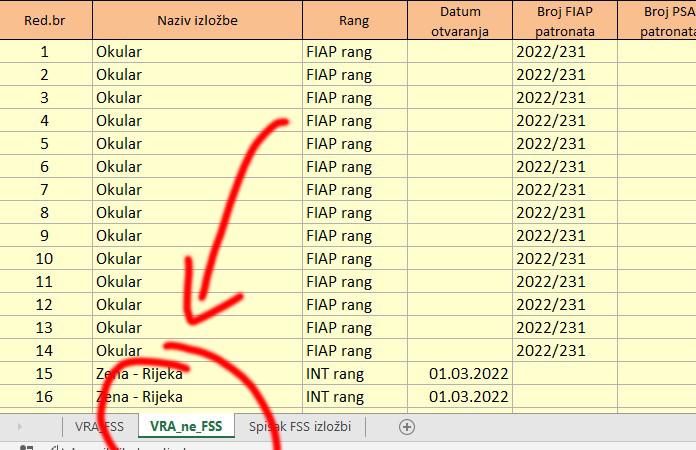 Red.br Naziv izložbe Rang Datum otvaranja Broj FIAP patronata Broj PSA patronata
1 Okular FIAP rang 2022/231
2 Okular FIAP rang 2022/231
3 Okular FIAP rang 2022/231
4 Okular FIAP rang 2022/231
5 Okular FIAP rang 2022/231
6 Okular FIAP rang 2022/231
7 Okular FIAP rang 2022/231
8 Okular FIAP rang 2022/231
9 Okular FIAP rang 2022/231
10 Okular FIAP rang 2022/231
11 Okular FIAP rang 2022/231
12 Okular FIAP rang 2022/231
13 Okular FIAP rang 2022/231
14 Okular FIAP rang 2022/231
15 Zena - Rijeka INT rang 01.03.2022
16 Zena - Rijeka INT rang 01.03.2022
VRA_FSS VRA_ne_FSS Spisak FSS izložbi